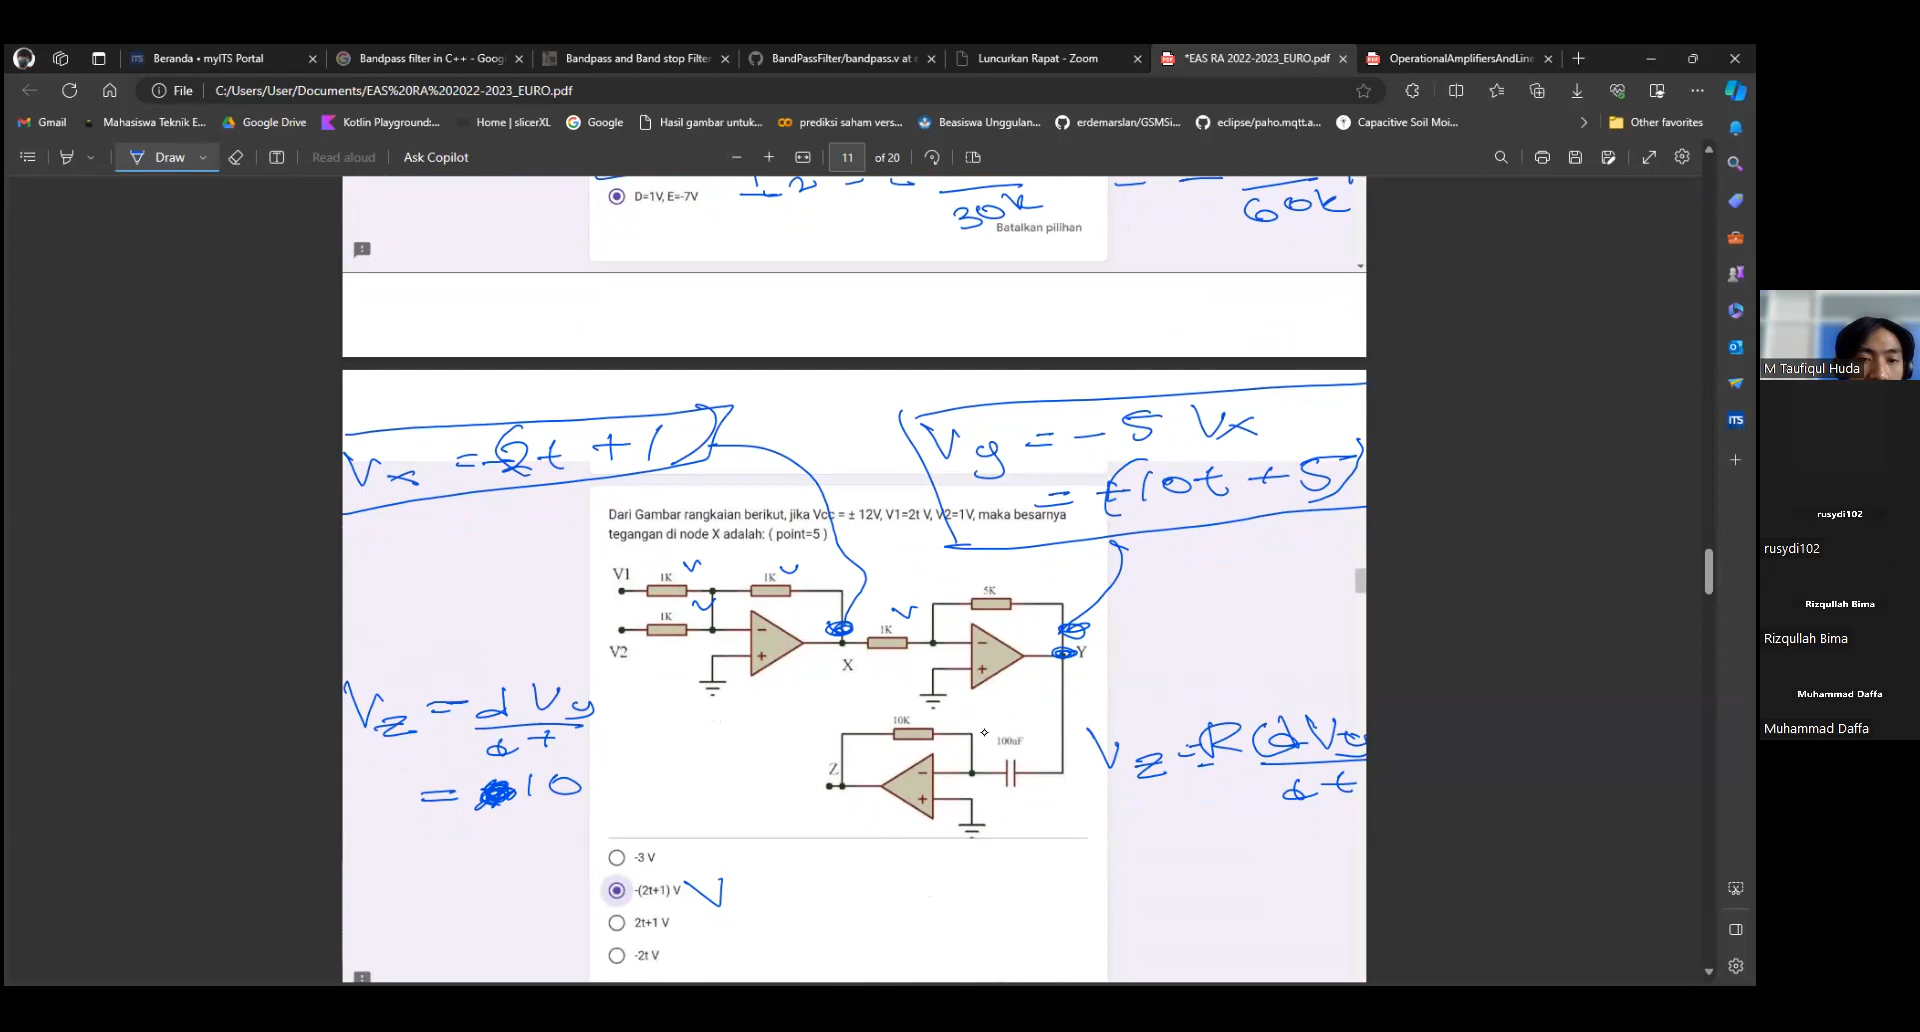 Beranda • myITS Portal
Bandpass filter in C++ - Goog
Bandpass and Band stop Filter
BandPassFilter/bandpass.v at r
Luncurkan Rapat - Zoom
*EAS RA 2022-2023_EURO.pdf
OperationalAmplifiersAndLine
File
C:/Users/User/Documents/EAS%20RA%202022-2023_EURO.pdf
Gmail
Mahasiswa Teknik E...
Google Drive
Kotlin Playground:...
Home | slicerXL
Google
Hasil gambar untuk...
prediksi saham vers...
Beasiswa Unggulan...
erdemarslan/GSMSi...
eclipse/paho.mqtt.a...
Capacitive Soil Moi...
Other favorites
Draw
Read aloud
Ask Copilot
11
of 20
D=1V, E=-7V
30k
60k
Batalkan pilihan
Vx = -2t + 1
Vy = -5 Vx
(10t + 5)
Dari Gambar rangkaian berikut, jika Vcc = ± 12V, V1=2t V, V2=1V, maka besarnya
tegangan di node X adalah: ( point=5 )
V1
1K
1K
1K
V2
X
1K
5K
Y
10K
100uF
Z
Vz = dVy
dt
= 10
Vz = -R (dV
dt
-3 V
-(2t+1) V
2t+1 V
-2t V
ITS
M Taufiqul Huda
rusydi102
rusydi102
Rizqullah Bima
Rizqullah Bima
Muhammad Daffa
Muhammad Daffa